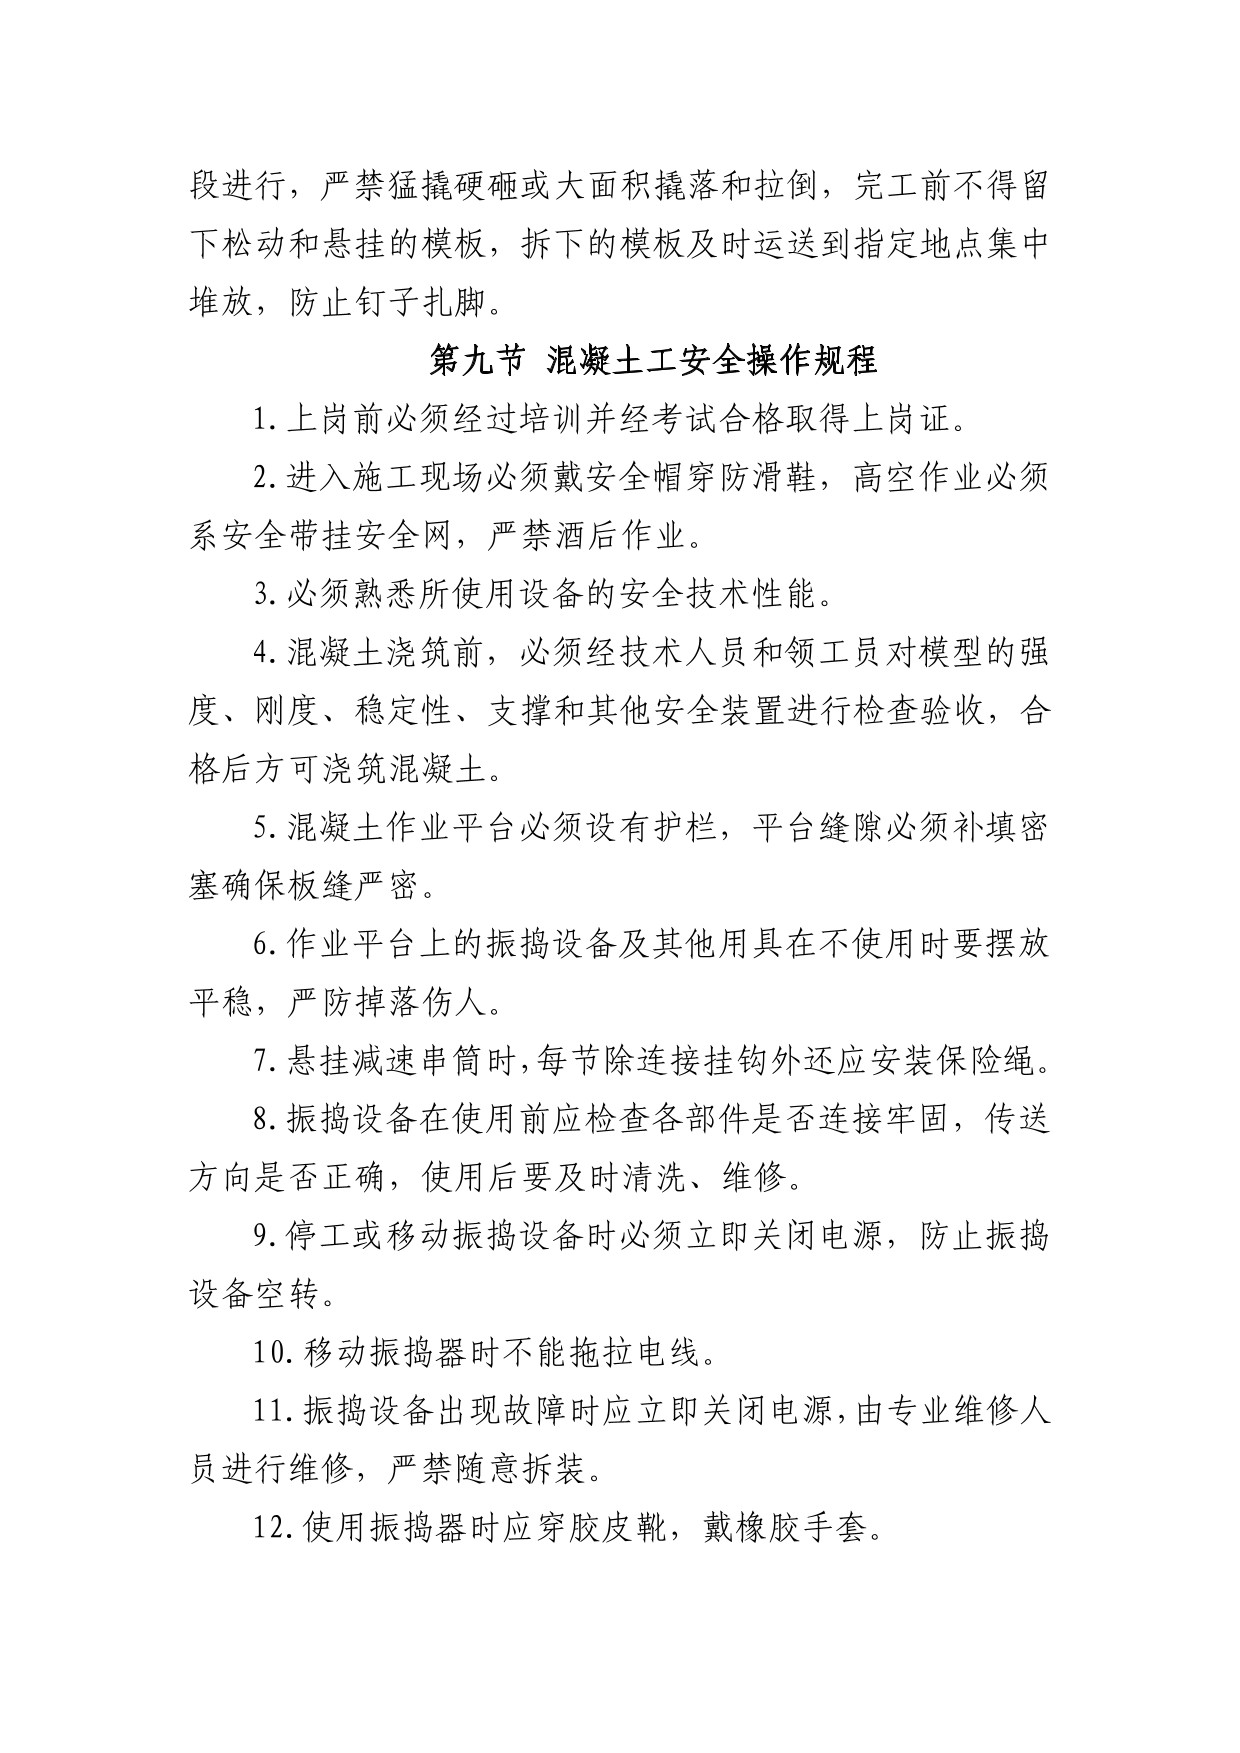 段进行，严禁猛撬硬砸或大面积撬落和拉倒，完工前不得留
下松动和悬挂的模板，拆下的模板及时运送到指定地点集中
堆放，防止钉子扎脚。
第九节 混凝土工安全操作规程
1.上岗前必须经过培训并经考试合格取得上岗证。
2.进入施工现场必须戴安全帽穿防滑鞋，高空作业必须
系安全带挂安全网，严禁酒后作业。
3.必须熟悉所使用设备的安全技术性能。
4.混凝土浇筑前，必须经技术人员和领工员对模型的强
度、刚度、稳定性、支撑和其他安全装置进行检查验收，合
格后方可浇筑混凝土。
5.混凝土作业平台必须设有护栏，平台缝隙必须补填密
塞确保板缝严密。
6.作业平台上的振捣设备及其他用具在不使用时要摆放
平稳，严防掉落伤人。
7.悬挂减速串筒时,每节除连接挂钩外还应安装保险绳。
8.振捣设备在使用前应检查各部件是否连接牢固，传送
方向是否正确，使用后要及时清洗、维修。
9.停工或移动振捣设备时必须立即关闭电源，防止振捣
设备空转。
10.移动振捣器时不能拖拉电线。
11.振捣设备出现故障时应立即关闭电源,由专业维修人
员进行维修，严禁随意拆装。
12.使用振捣器时应穿胶皮靴，戴橡胶手套。